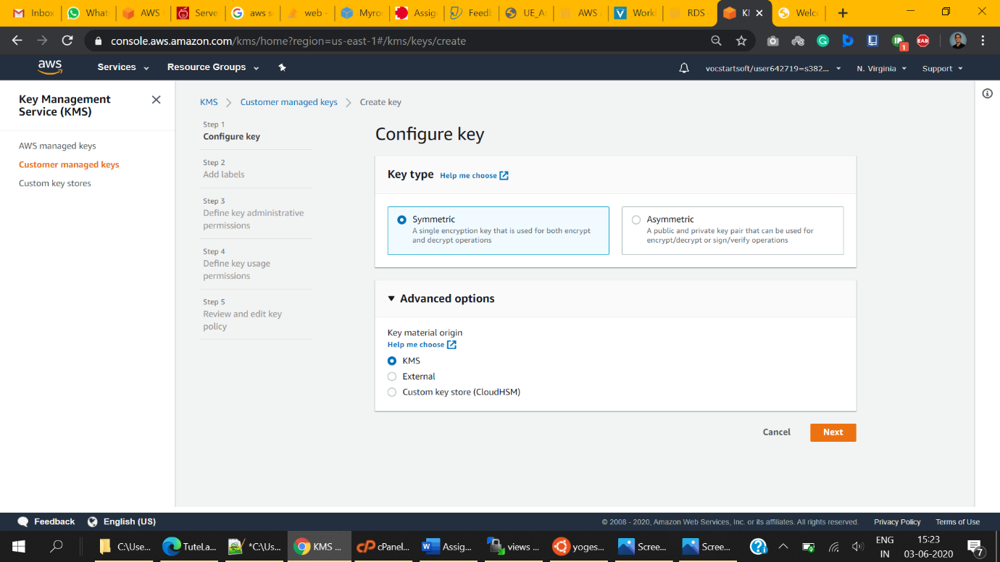 Inbox
What
AWS
Serve
aws s
web -
Myro
Assig
Feedb
UE_A
AWS
Work
RDS
Welc
console.aws.amazon.com/kms/home?region=us-east-1#/kms/keys/create
1
EAB
aws
Services
Resource Groups
vocstartsoft/user642719=s382...
N. Virginia
Support
Key Management
Service (KMS)
AWS managed keys
Customer managed keys
Custom key stores
KMS
Customer managed keys
Create key
Step 1
Configure key
Step 2
Add labels
Step 3
Define key administrative
permissions
Step 4
Define key usage
permissions
Step 5
Review and edit key
policy
Configure key
Key type
Help me choose
Symmetric
A single encryption key that is used for both encrypt
and decrypt operations
Asymmetric
A public and private key pair that can be used for
encrypt/decrypt or sign/verify operations
Advanced options
Key material origin
Help me choose
KMS
External
Custom key store (CloudHSM)
Cancel
Next
Feedback
English (US)
© 2008 - 2020, Amazon Web Services, Inc. or its affiliates. All rights reserved.
Privacy Policy
Terms of Use
C:\Use...
TuteLa...
*C:\Us...
KMS ...
cPanel...
Assig...
views ...
yoges...
Scree...
Scree...
ENG
IN
15:23
03-06-2020
7